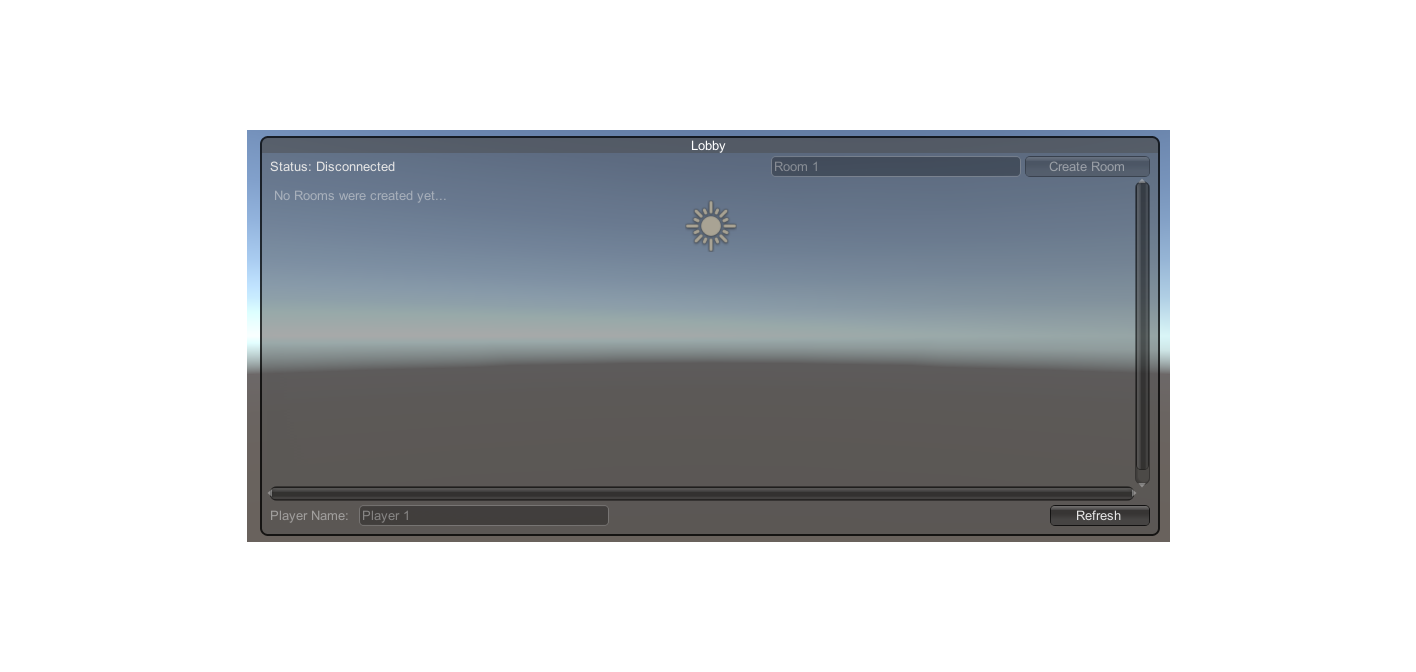 Lobby
Status: Disconnected
Room 1
Create Room
No Rooms were created yet...
Player Name:
Player 1
Refresh